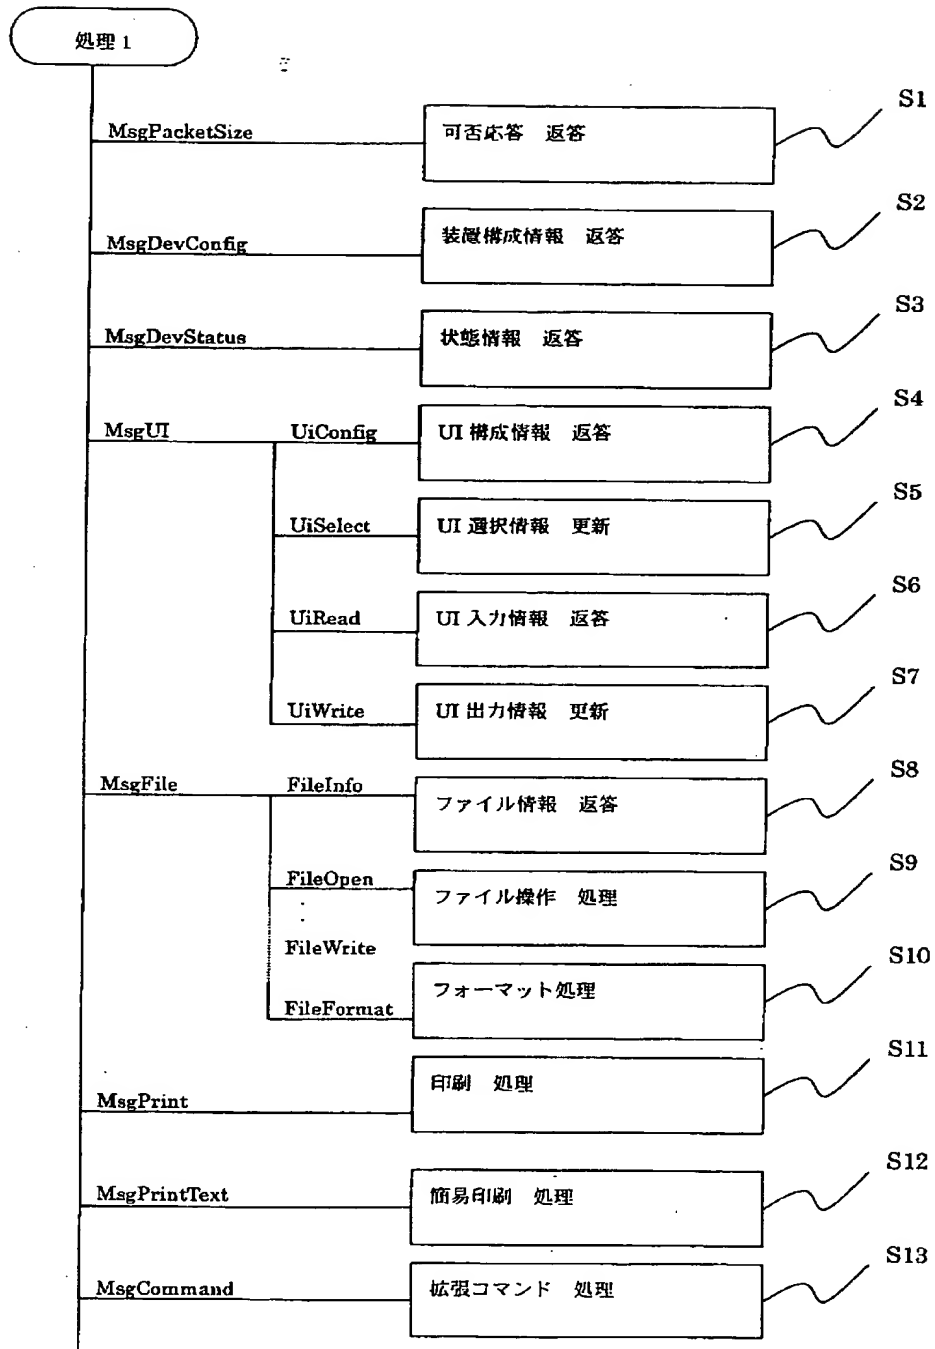 処理 1
S1
MsgPacketSize 可否応答 返答
S2
MsgDevConfig 装置構成情報 返答
S3
MsgDevStatus 状態情報 返答
S4
MsgUI UiConfig UI 構成情報 返答
S5
UiSelect UI 選択情報 更新
S6
UiRead UI 入力情報 返答
S7
UiWrite UI 出力情報 更新
S8
MsgFile FileInfo ファイル情報 返答
S9
FileOpen ファイル操作 処理
FileWrite
S10
FileFormat フォーマット処理
S11
MsgPrint 印刷 処理
S12
MsgPrintText 簡易印刷 処理
S13
MsgCommand 拡張コマンド 処理